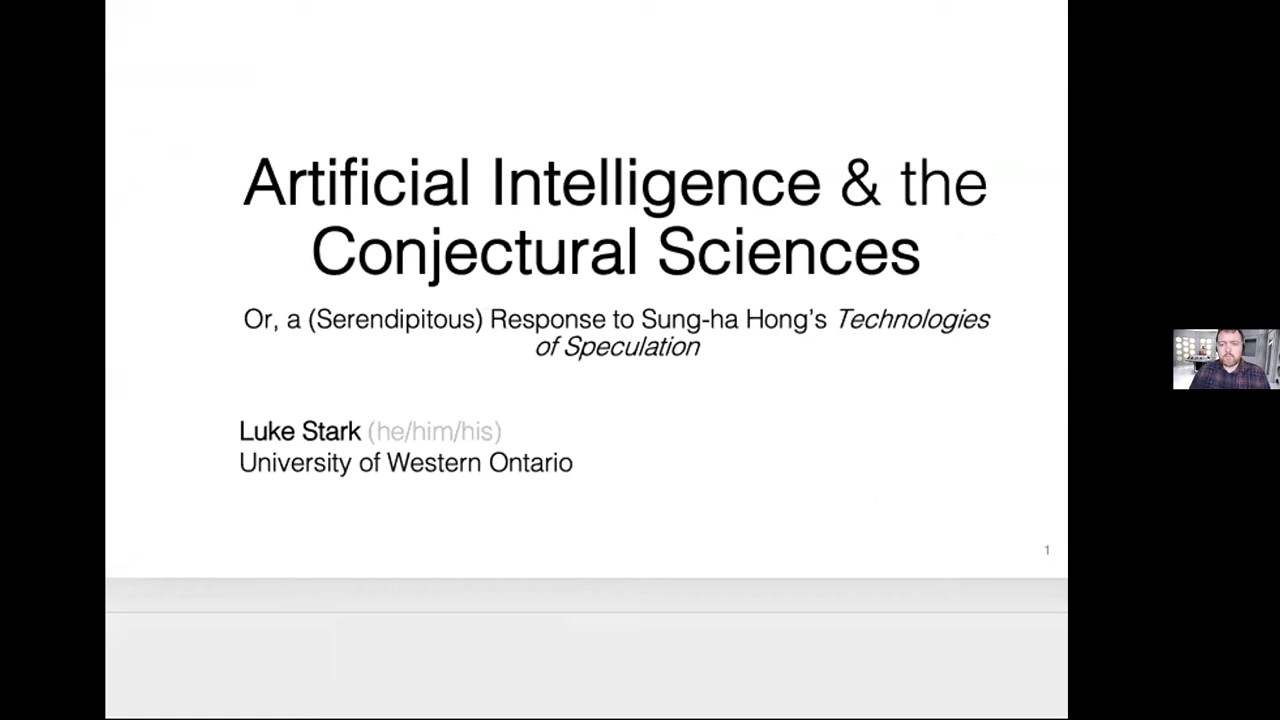 Artificial Intelligence & the
Conjectural Sciences
Or, a (Serendipitous) Response to Sung-ha Hong’s Technologies
of Speculation
Luke Stark (he/him/his)
University of Western Ontario
1